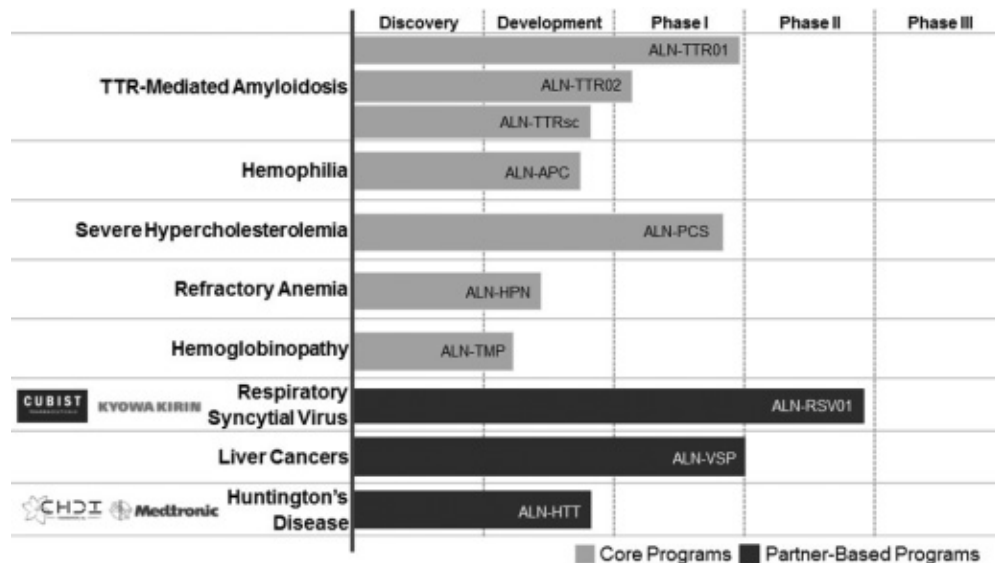 Discovery Development Phase I Phase II Phase III
TTR-Mediated Amyloidosis
ALN-TTR01
ALN-TTR02
ALN-TTRsc
Hemophilia ALN-APC
Severe Hypercholesterolemia ALN-PCS
Refractory Anemia ALN-HPN
Hemoglobinopathy ALN-TMP
CUBIST
KYOWA KIRIN
Respiratory
Syncytial Virus
ALN-RSV01
Liver Cancers ALN-VSP
CHDI
Medtronic
Huntington's
Disease
ALN-HTT
Core Programs Partner-Based Programs